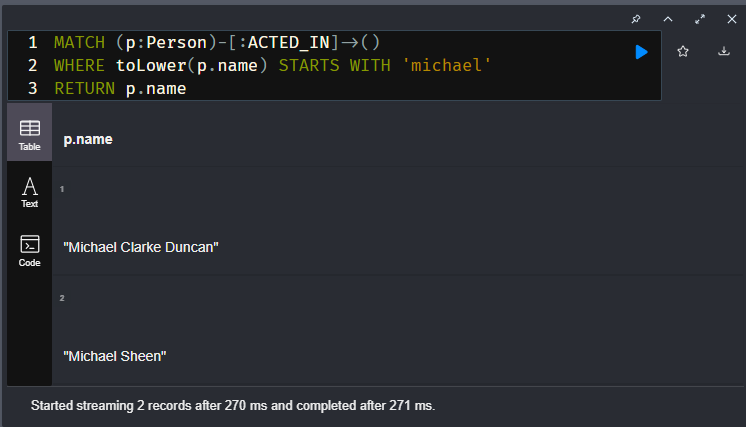 1 MATCH (p:Person)-[:ACTED_IN]->()
2 WHERE toLower(p.name) STARTS WITH 'michael'
3 RETURN p.name
Table
p.name
1
Text
"Michael Clarke Duncan"
Code
2
"Michael Sheen"
Started streaming 2 records after 270 ms and completed after 271 ms.